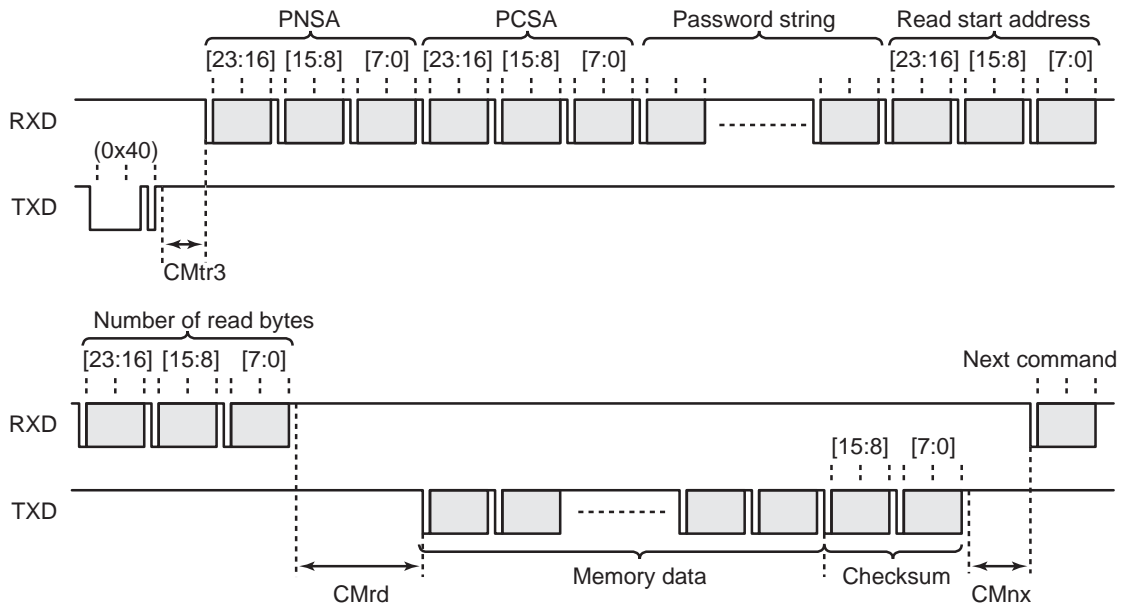 PNSA PCSA Password string Read start address
[23:16] [15:8] [7:0] [23:16] [15:8] [7:0] [23:16] [15:8] [7:0]
RXD
(0x40)
TXD
CMtr3
Number of read bytes
[23:16] [15:8] [7:0] Next command
RXD
[15:8] [7:0]
TXD
Memory data Checksum
CMrd CMnx